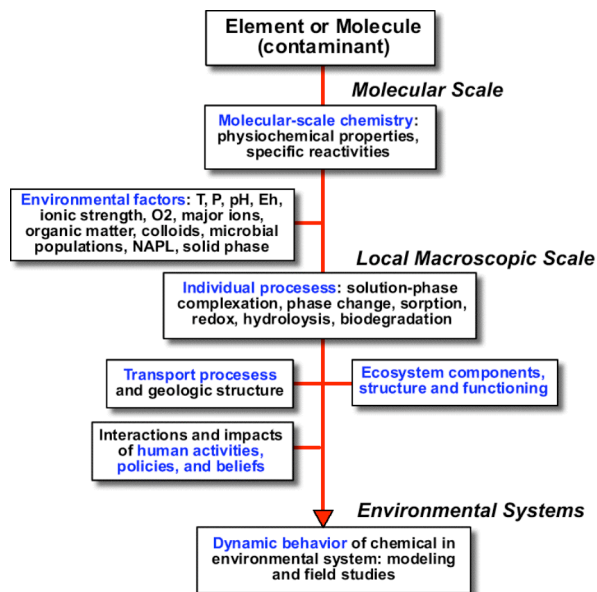 Element or Molecule
(contaminant)
Molecular Scale
Molecular-scale chemistry:
physiochemical properties,
specific reactivities
Environmental factors: T, P, pH, Eh,
ionic strength, O2, major ions,
organic matter, colloids, microbial
populations, NAPL, solid phase
Local Macroscopic Scale
Individual procesess: solution-phase
complexation, phase change, sorption,
redox, hydroloysis, biodegradation
Transport procesess
and geologic structure
Ecosystem components,
structure and functioning
Interactions and impacts
of human activities,
policies, and beliefs
Environmental Systems
Dynamic behavior of chemical in
environmental system: modeling
and field studies